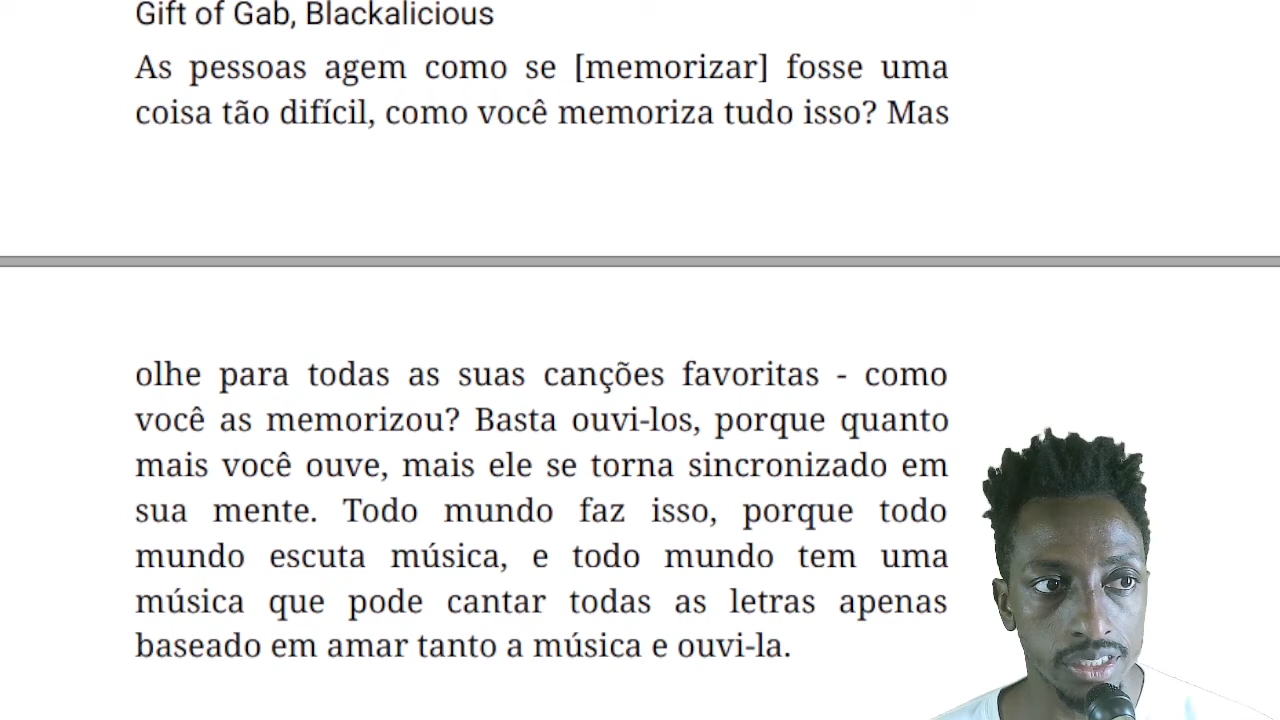 Gift of Gab, Blackalicious
As pessoas agem como se [memorizar] fosse uma
coisa tão difícil, como você memoriza tudo isso? Mas
olhe para todas as suas canções favoritas - como
você as memorizou? Basta ouvi-los, porque quanto
mais você ouve, mais ele se torna sincronizado em
sua mente. Todo mundo faz isso, porque todo
mundo escuta música, e todo mundo tem uma
música que pode cantar todas as letras apenas
baseado em amar tanto a música e ouvi-la.